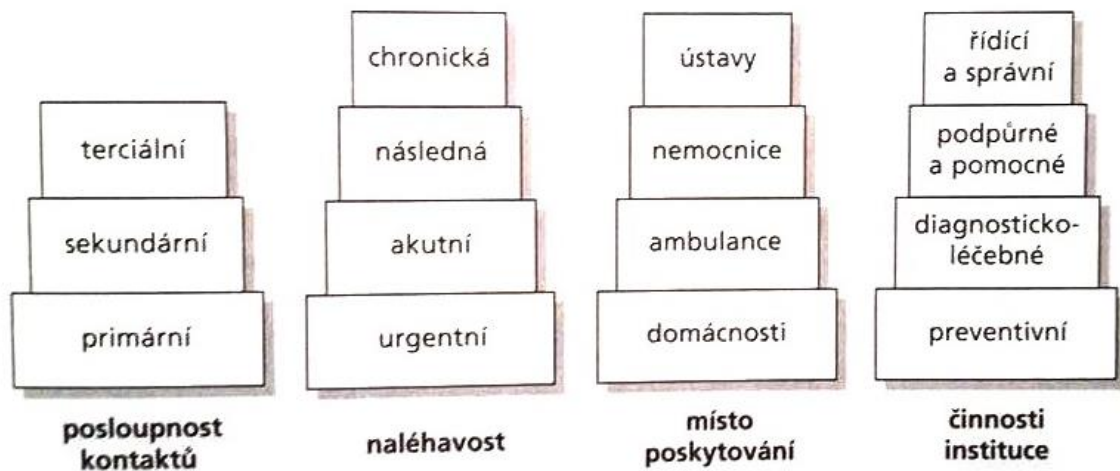 chronická
ústavy
řídící
a správní
terciální
následná
nemocnice
podpůrné
a pomocné
sekundární
akutní
ambulance
diagnosticko-
léčebné
primární
urgentní
domácnosti
preventivní
posloupnost
kontaktů
naléhavost
místo
poskytování
činnosti
instituce